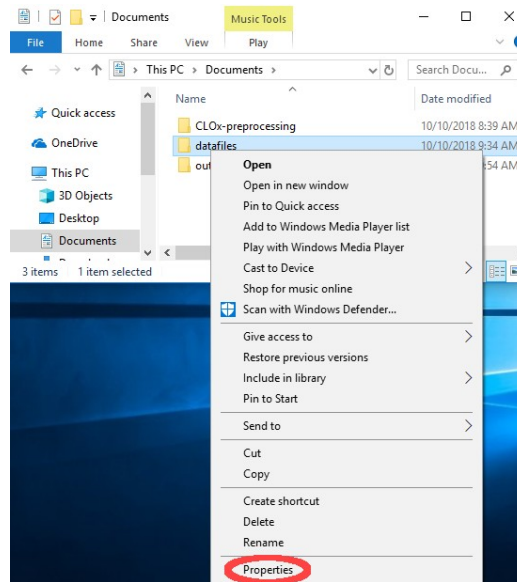 Documents
Music Tools
File Home Share View Play
This PC Documents Search Docu...
Quick access
OneDrive
This PC
3D Objects
Desktop
Documents
3 items 1 item selected
Name Date modified
CLOx-preprocessing 10/10/2018 8:39 AM
datafiles 10/10/2018 9:34 AM
out :54 AM
Open
Open in new window
Pin to Quick access
Add to Windows Media Player list
Play with Windows Media Player
Cast to Device
Shop for music online
Scan with Windows Defender...
Give access to
Restore previous versions
Include in library
Pin to Start
Send to
Cut
Copy
Create shortcut
Delete
Rename
Properties